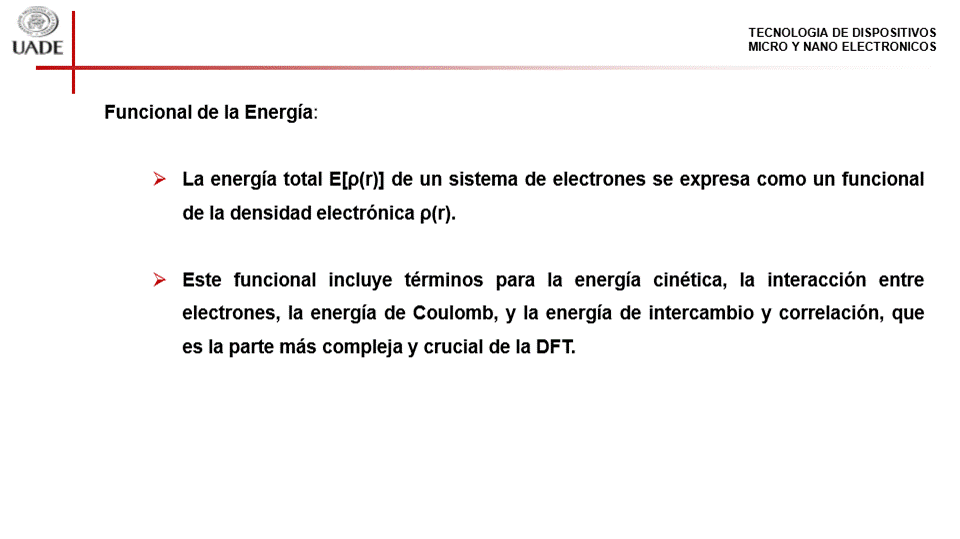 UADE
TECNOLOGIA DE DISPOSITIVOS
MICRO Y NANO ELECTRONICOS
Funcional de la Energía:
La energía total E[ρ(r)] de un sistema de electrones se expresa como un funcional
de la densidad electrónica ρ(r).
Este funcional incluye términos para la energía cinética, la interacción entre
electrones, la energía de Coulomb, y la energía de intercambio y correlación, que
es la parte más compleja y crucial de la DFT.